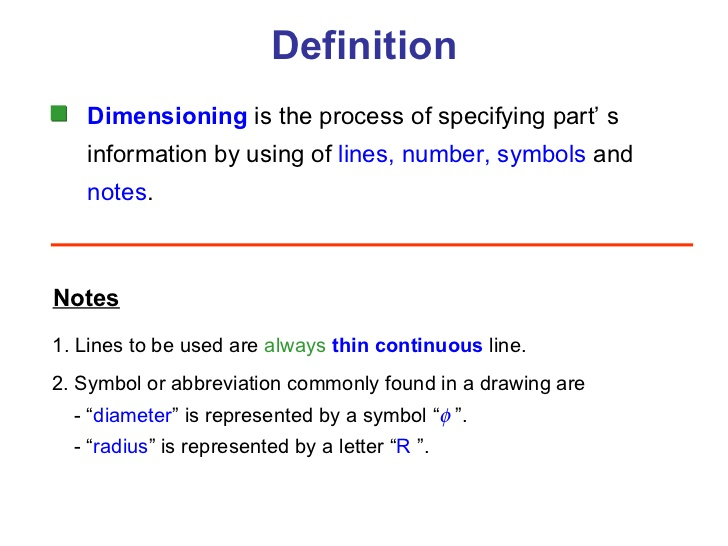 Definition
Dimensioning is the process of specifying part’ s
information by using of lines, number, symbols and
notes.
Notes
1. Lines to be used are always thin continuous line.
2. Symbol or abbreviation commonly found in a drawing are
- “diameter” is represented by a symbol “ϕ ”.
- “radius” is represented by a letter “R ”.